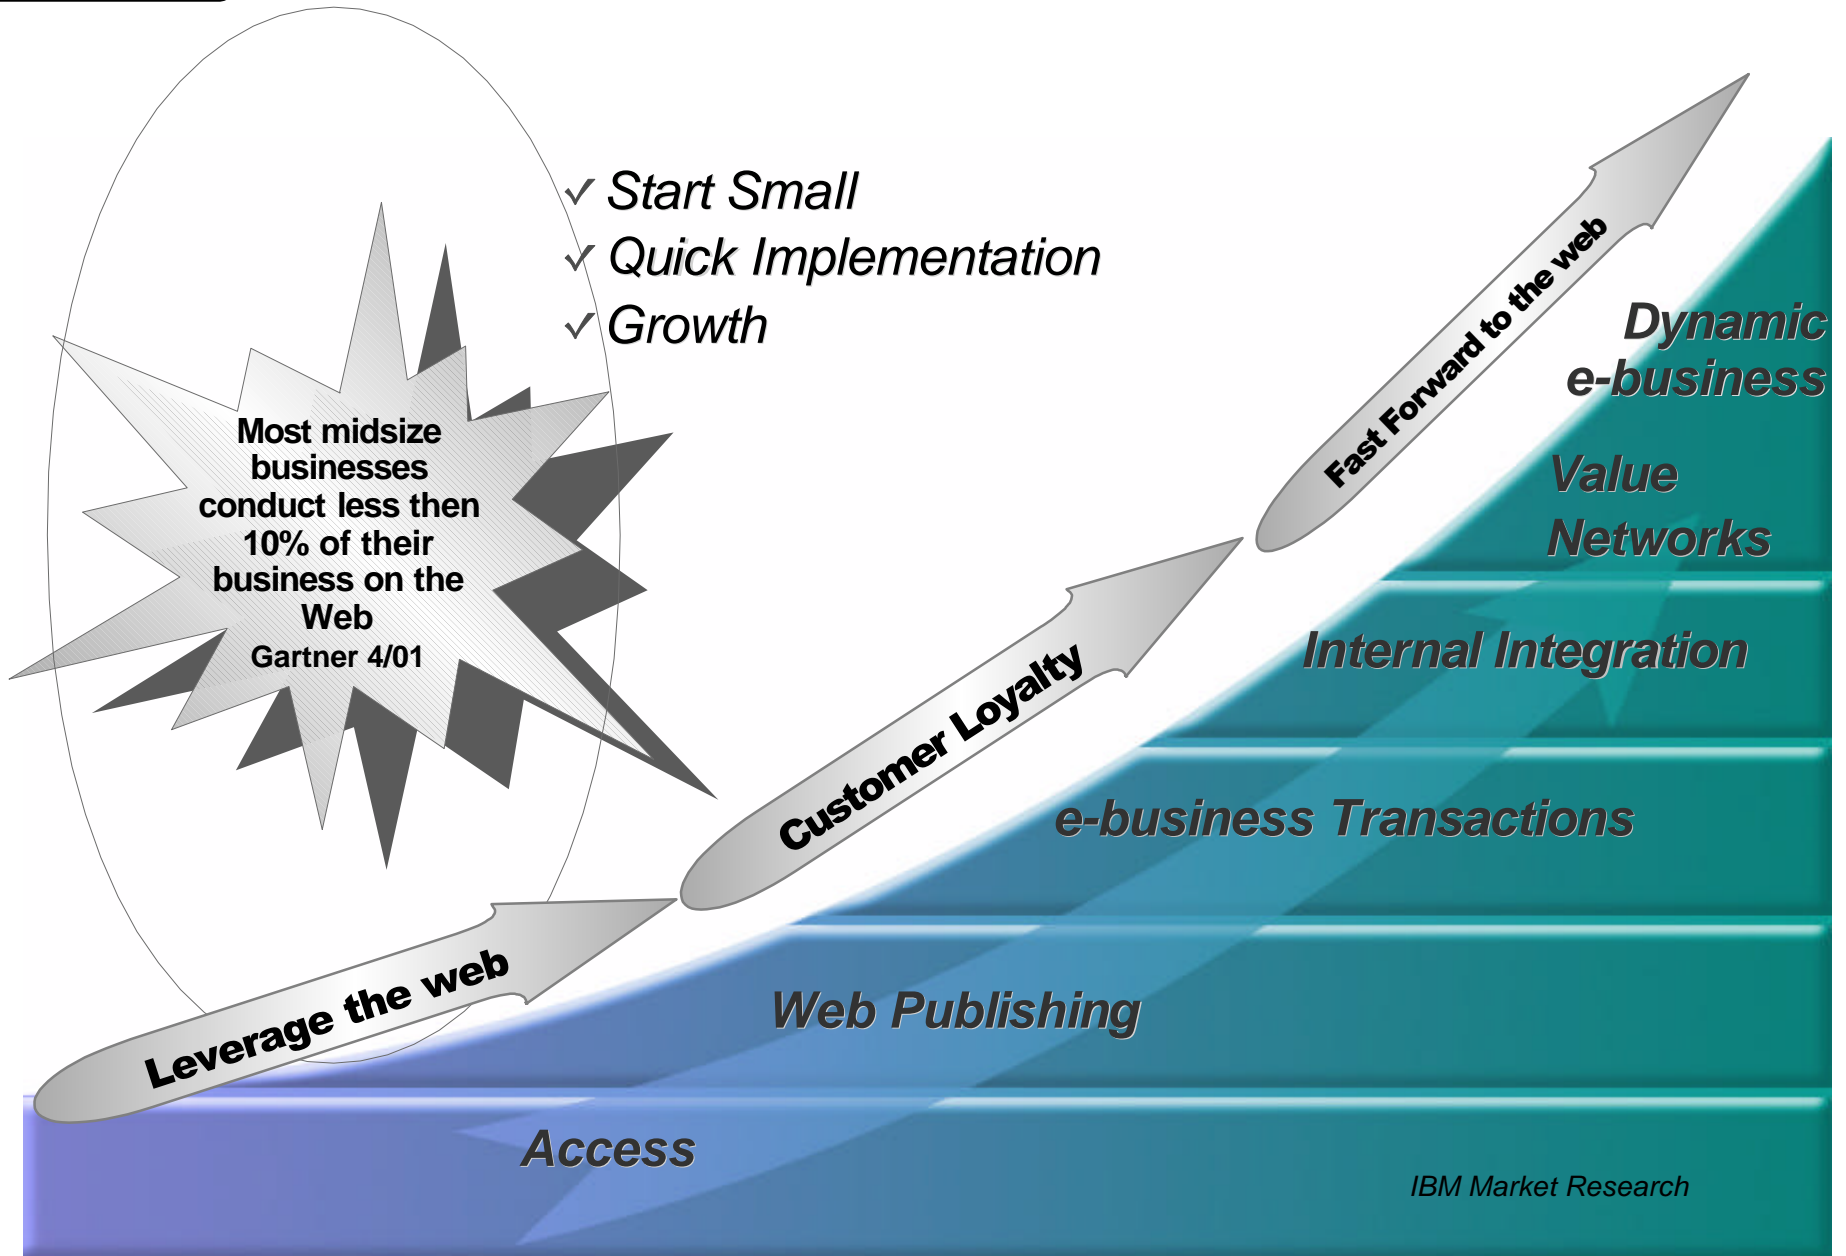 Start Small
Quick Implementation
Growth
Most midsize
businesses
conduct less then
10% of their
business on the
Web
Gartner 4/01
Fast Forward to the web
Customer Loyalty
Leverage the web
Dynamic
e-business
Value
Networks
Internal Integration
e-business Transactions
Web Publishing
Access
IBM Market Research